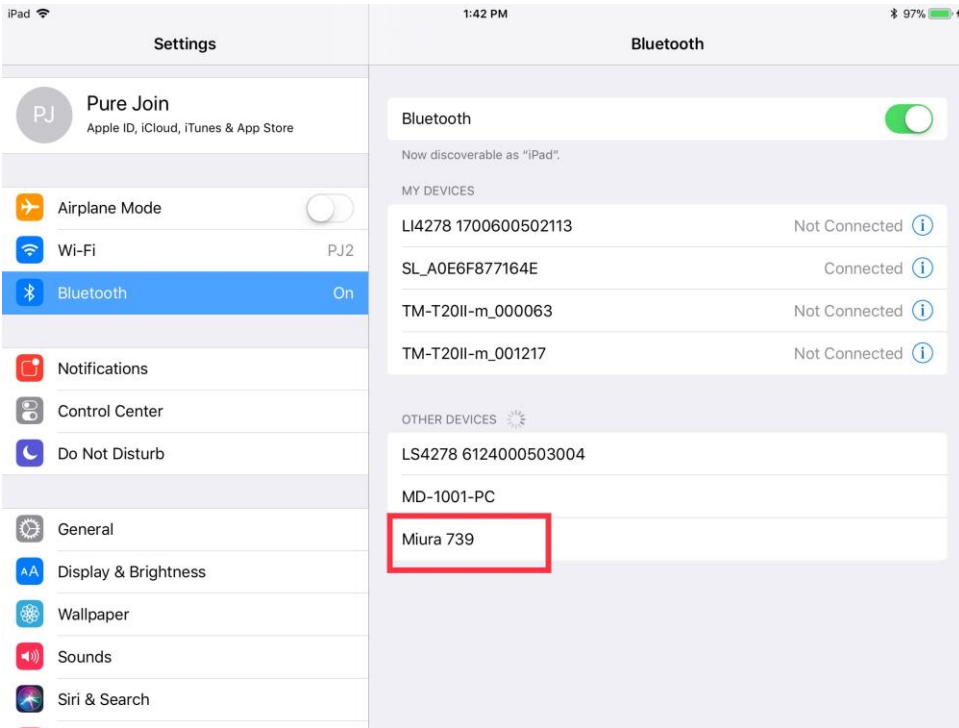 iPad
1:42 PM
97%
Settings
Bluetooth
PJ
Pure Join
Apple ID, iCloud, iTunes & App Store
Airplane Mode
Wi-Fi PJ2
Bluetooth On
Notifications
Control Center
Do Not Disturb
General
AA
Display & Brightness
Wallpaper
Sounds
Siri & Search
Bluetooth
Now discoverable as “iPad”.
MY DEVICES
LI4278 1700600502113 Not Connected
SL_A0E6F877164E Connected
TM-T20II-m_000063 Not Connected
TM-T20II-m_001217 Not Connected
OTHER DEVICES
LS4278 6124000503004
MD-1001-PC
Miura 739